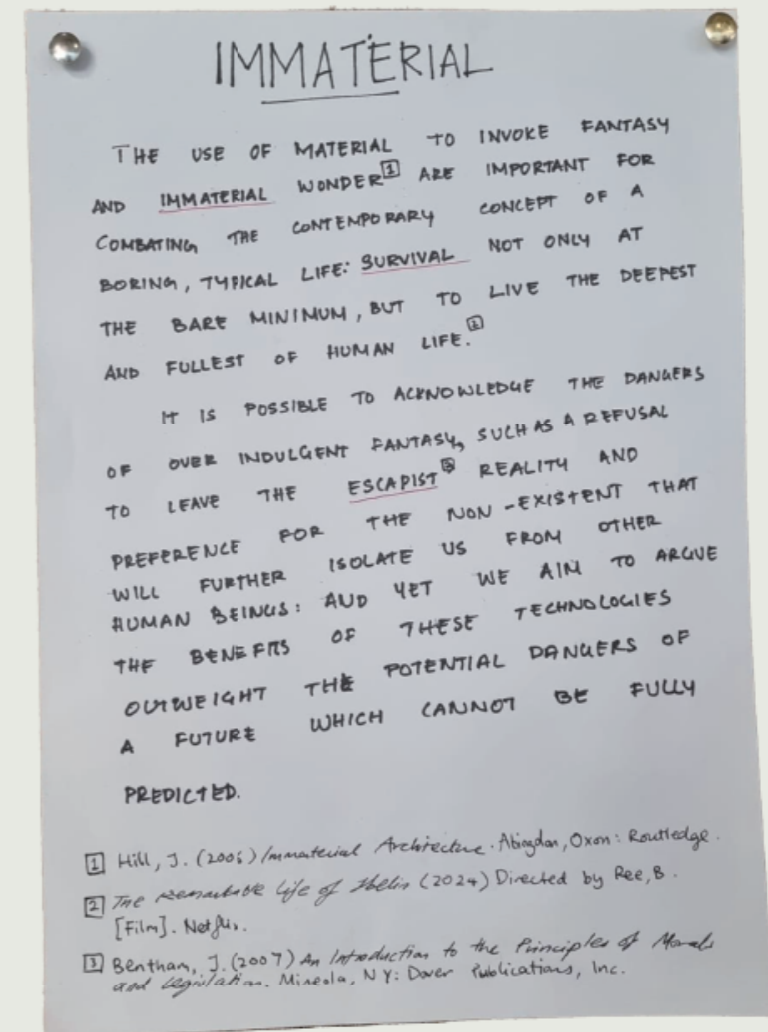 IMMATERIAL
THE USE OF MATERIAL TO INVOKE FANTASY
AND IMMATERIAL WONDER [1] ARE IMPORTANT FOR
COMBATING THE CONTEMPORARY CONCEPT OF A
BORING, TYPICAL LIFE: SURVIVAL NOT ONLY AT
THE BARE MINIMUM, BUT TO LIVE THE DEEPEST
AND FULLEST OF HUMAN LIFE. [2]
IT IS POSSIBLE TO ACKNOWLEDGE THE DANGERS
OF OVER INDULGENT FANTASY, SUCH AS A REFUSAL
TO LEAVE THE ESCAPIST [3] REALITY AND
PREFERENCE FOR THE NON-EXISTENT THAT
WILL FURTHER ISOLATE US FROM OTHER
HUMAN BEINGS: AND YET WE AIM TO ARGUE
THE BENEFITS OF THESE TECHNOLOGIES
OUTWEIGHT THE POTENTIAL DANGERS OF
A FUTURE WHICH CANNOT BE FULLY
PREDICTED.
[1] Hill, J. (2006) Immaterial Architecture. Abingdon, Oxon: Routledge.
[2] The Remarkable Life of Ibelin (2024) Directed by Ree, B.
[Film]. Netflix.
[3] Bentham, J. (2007) An Introduction to the Principles of Morals
and Legislation. Mineola, NY: Dover Publications, Inc.